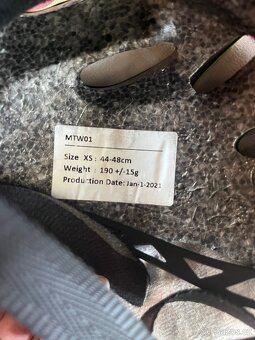 MTW01
Size XS : 44-48cm
Weight : 190 +/-15g
Production Date: Jan-1-2021